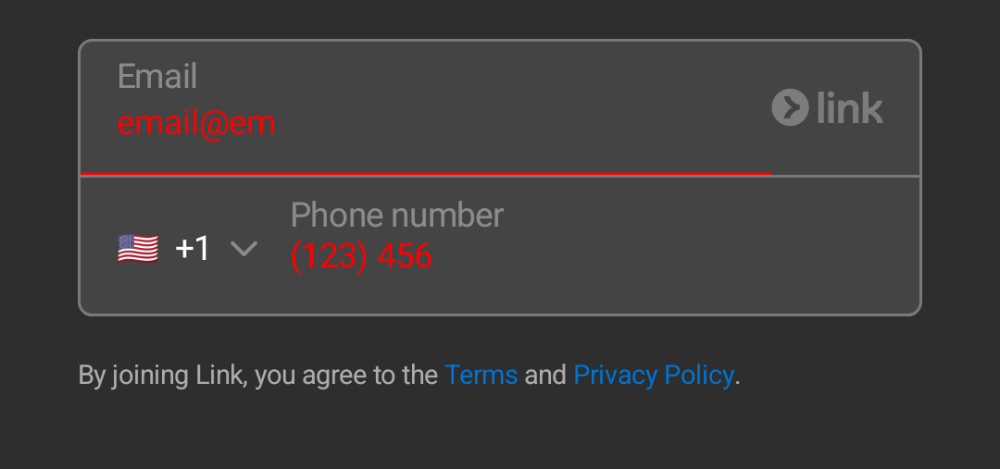 Email
email@em
link
Phone number
+1
(123) 456
By joining Link, you agree to the Terms and Privacy Policy.